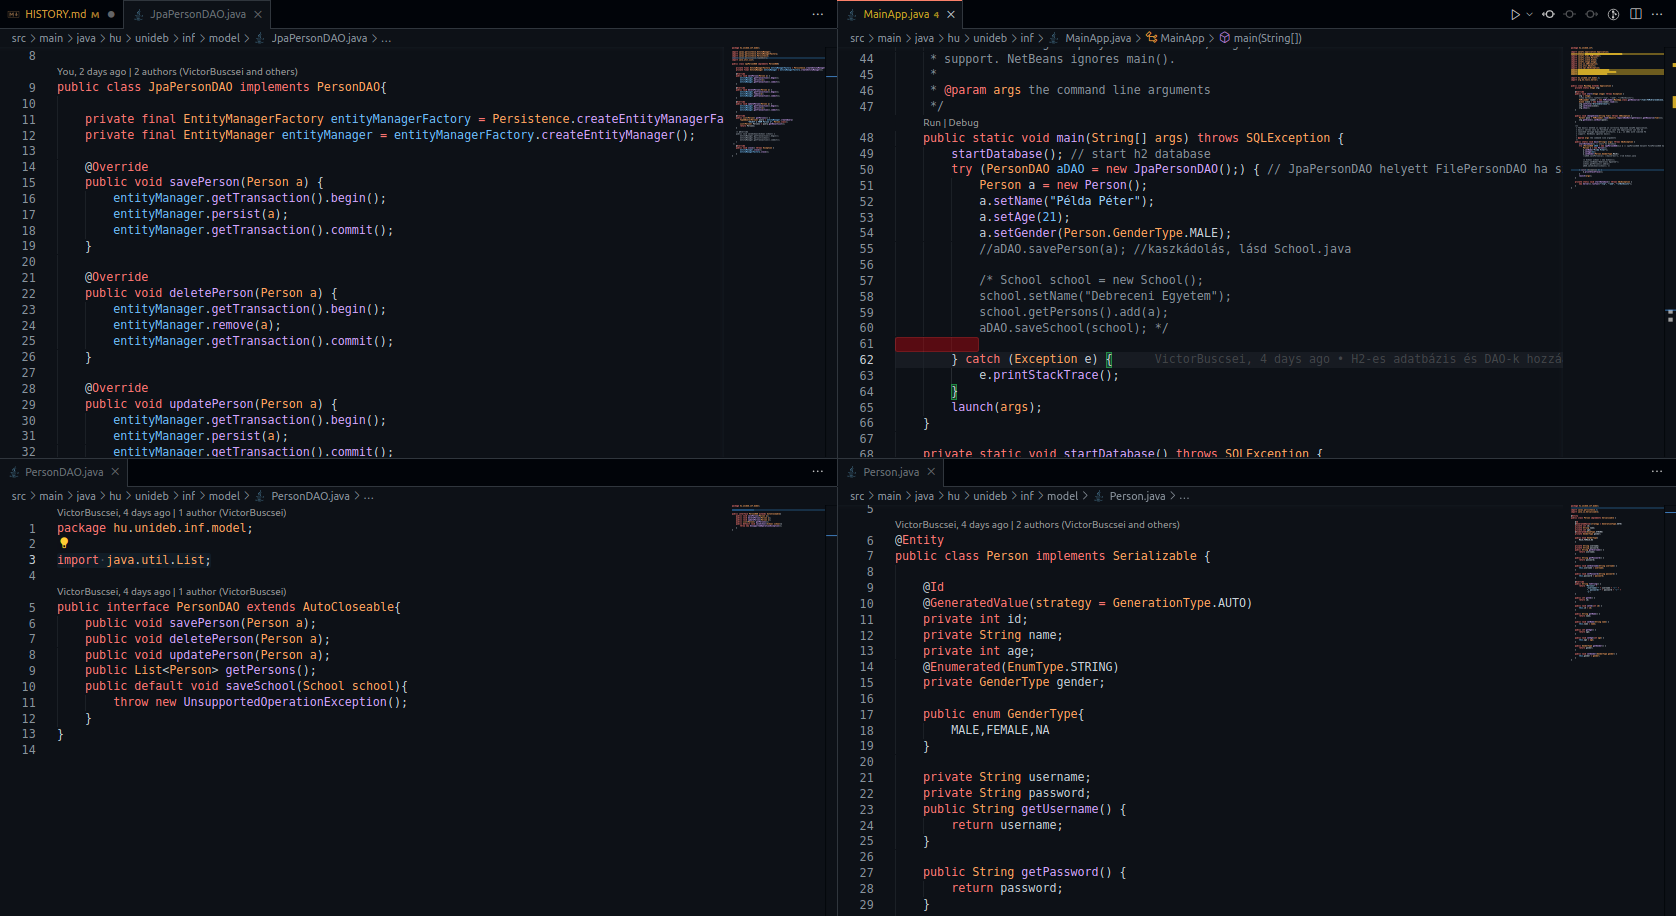 HISTORY.md M
JpaPersonDAO.java
src > main > java > hu > unideb > inf > model > JpaPersonDAO.java > ...
8
You, 2 days ago | 2 authors (VictorBuscsei and others)
9 public class JpaPersonDAO implements PersonDAO{
10
11 private final EntityManagerFactory entityManagerFactory = Persistence.createEntityManagerFa
12 private final EntityManager entityManager = entityManagerFactory.createEntityManager();
13
14 @Override
15 public void savePerson(Person a) {
16 entityManager.getTransaction().begin();
17 entityManager.persist(a);
18 entityManager.getTransaction().commit();
19 }
20
21 @Override
22 public void deletePerson(Person a) {
23 entityManager.getTransaction().begin();
24 entityManager.remove(a);
25 entityManager.getTransaction().commit();
26 }
27
28 @Override
29 public void updatePerson(Person a) {
30 entityManager.getTransaction().begin();
31 entityManager.persist(a);
32 entityManager.getTransaction().commit();
MainApp.java 4
src > main > java > hu > unideb > inf > MainApp.java > MainApp > main(String[])
44 * support. NetBeans ignores main().
45 *
46 * @param args the command line arguments
47 */
Run | Debug
48 public static void main(String[] args) throws SQLException {
49 startDatabase(); // start h2 database
50 try (PersonDAO aDAO = new JpaPersonDAO();) { // JpaPersonDAO helyett FilePersonDAO ha s
51 Person a = new Person();
52 a.setName("Példa Péter");
53 a.setAge(21);
54 a.setGender(Person.GenderType.MALE);
55 //aDAO.savePerson(a); //kaszkádolás, lásd School.java
56
57 /* School school = new School();
58 school.setName("Debreceni Egyetem");
59 school.getPersons().add(a);
60 aDAO.saveSchool(school); */
61
62 } catch (Exception e) { VictorBuscsei, 4 days ago • H2-es adatbázis és DAO-k hozzá
63 e.printStackTrace();
64 }
65 launch(args);
66 }
67
68 private static void startDatabase() throws SQLException {
PersonDAO.java
src > main > java > hu > unideb > inf > model > PersonDAO.java > ...
VictorBuscsei, 4 days ago | 1 author (VictorBuscsei)
1 package hu.unideb.inf.model;
2
3 import java.util.List;
4
VictorBuscsei, 4 days ago | 1 author (VictorBuscsei)
5 public interface PersonDAO extends AutoCloseable{
6 public void savePerson(Person a);
7 public void deletePerson(Person a);
8 public void updatePerson(Person a);
9 public List<Person> getPersons();
10 public default void saveSchool(School school){
11 throw new UnsupportedOperationException();
12 }
13 }
14
Person.java
src > main > java > hu > unideb > inf > model > Person.java > ...
5
VictorBuscsei, 4 days ago | 2 authors (VictorBuscsei and others)
6 @Entity
7 public class Person implements Serializable {
8
9 @Id
10 @GeneratedValue(strategy = GenerationType.AUTO)
11 private int id;
12 private String name;
13 private int age;
14 @Enumerated(EnumType.STRING)
15 private GenderType gender;
16
17 public enum GenderType{
18 MALE,FEMALE,NA
19 }
20
21 private String username;
22 private String password;
23 public String getUsername() {
24 return username;
25 }
26
27 public String getPassword() {
28 return password;
29 }